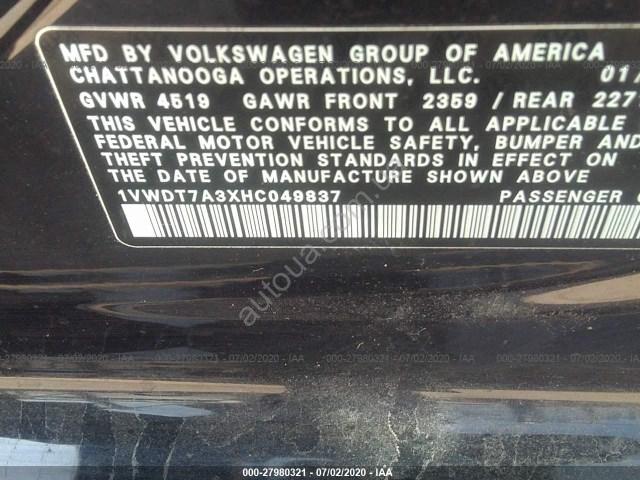 MFD BY VOLKSWAGEN GROUP OF AMERICA
CHATTANOOGA OPERATIONS, LLC. 01
GVWR 4519 GAWR FRONT 2359 / REAR 227
THIS VEHICLE CONFORMS TO ALL APPLICABLE
FEDERAL MOTOR VEHICLE SAFETY, BUMPER AND
THEFT PREVENTION STANDARDS IN EFFECT ON
THE DATE OF MANUFACTURE SHOWN ABOVE
1VWDT7A3XHC049837 PASSENGER
autoua.com
000-27980321 · 07/02/2020 · IAA